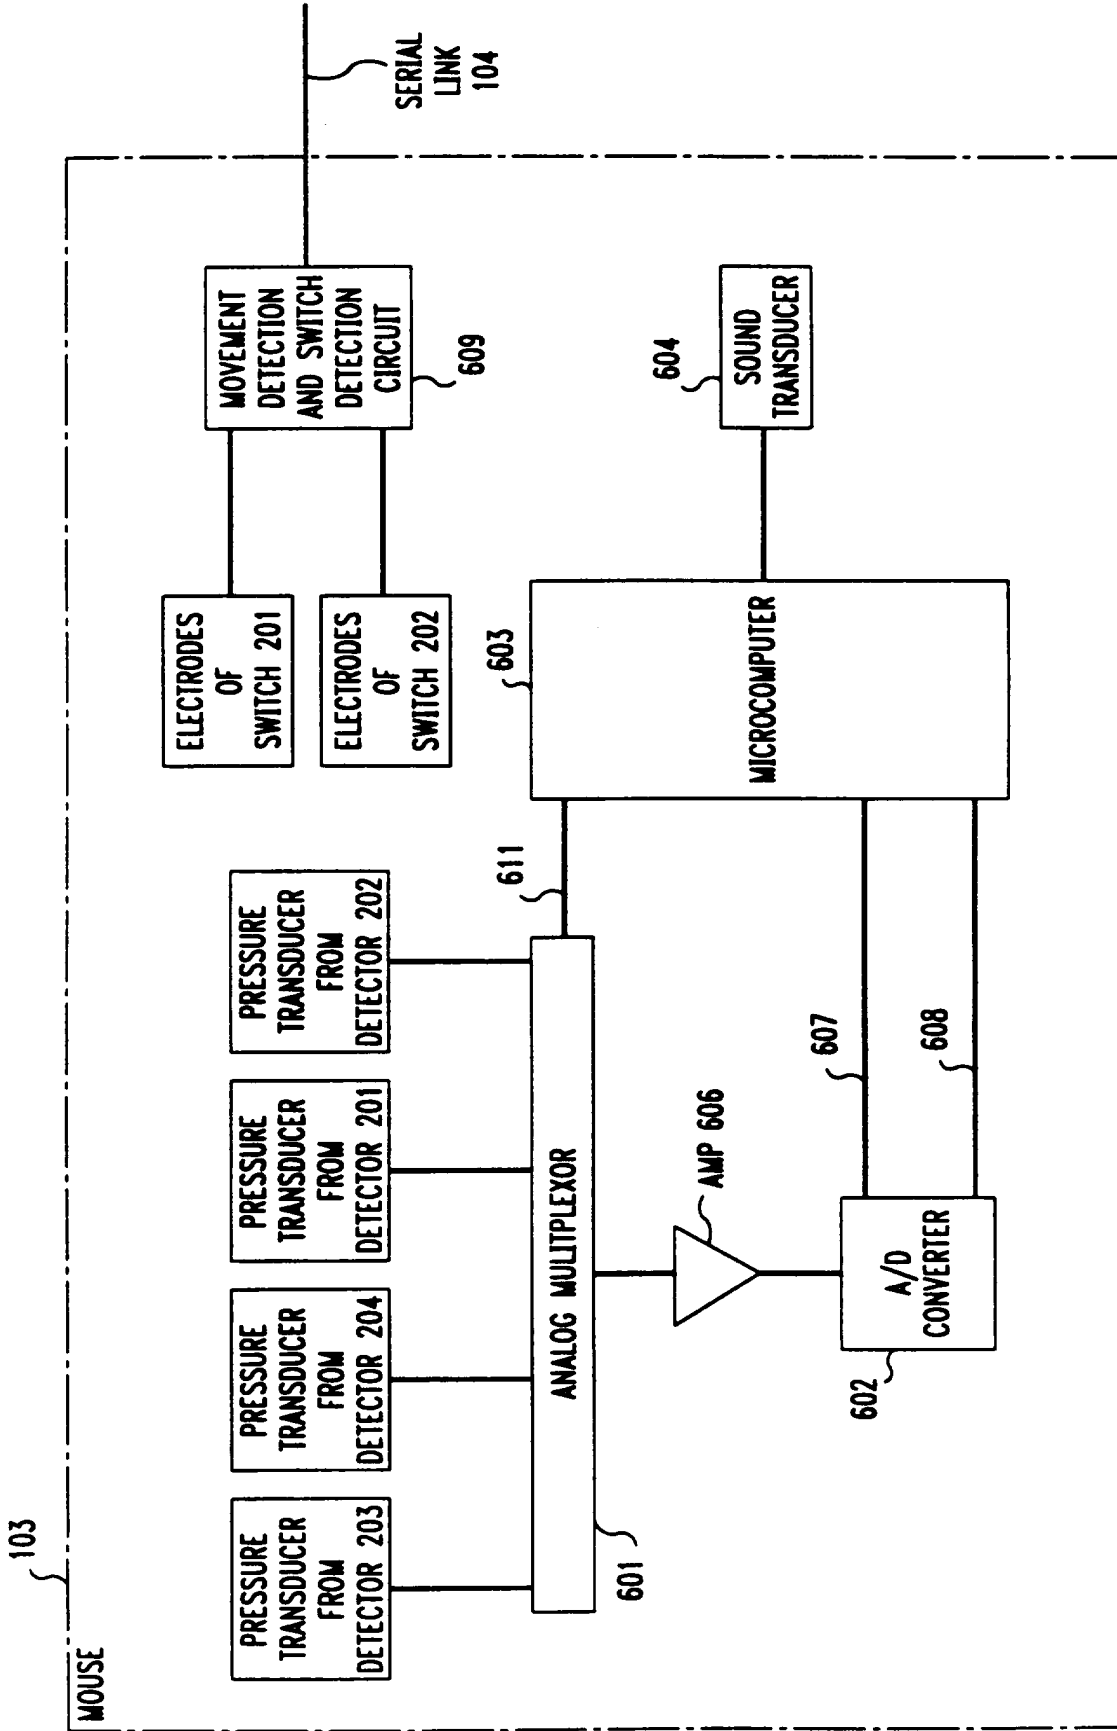 103
MOUSE
PRESSURE
TRANSDUCER
FROM
DETECTOR 203
PRESSURE
TRANSDUCER
FROM
DETECTOR 204
PRESSURE
TRANSDUCER
FROM
DETECTOR 201
PRESSURE
TRANSDUCER
FROM
DETECTOR 202
ELECTRODES
OF
SWITCH 201
ELECTRODES
OF
SWITCH 202
MOVEMENT
DETECTION
AND SWITCH
DETECTION
CIRCUIT
609
SERIAL
LINK
104
601
ANALOG MULITPLEXOR
611
603
MICROCOMPUTER
604
SOUND
TRANSDUCER
AMP 606
607
608
602
A/D
CONVERTER